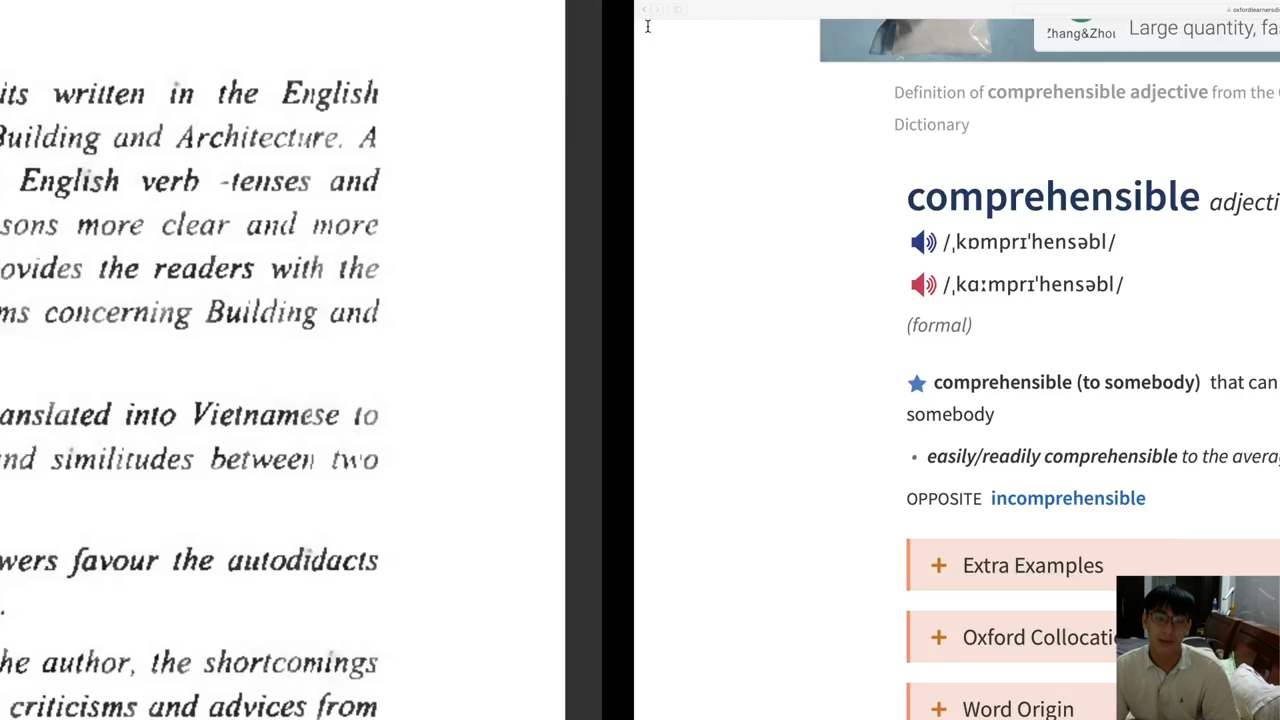 its written in the English
Building and Architecture. A
English verb -tenses and
sons more clear and more
ovides the readers with the
ms concerning Building and
anslated into Vietnamese to
nd similitudes between two
wers favour the autodidacts
.
he author, the shortcomings
criticisms and advices from
oxfordlearnersdi
Zhang&Zhou
Large quantity, fa
Definition of comprehensible adjective from the
Dictionary
comprehensible adjecti
/ˌkɒmprɪˈhensəbl/
/ˌkɑːmprɪˈhensəbl/
(formal)
comprehensible (to somebody) that can
somebody
• easily/readily comprehensible to the avera
OPPOSITE incomprehensible
+ Extra Examples
+ Oxford Collocati
+ Word Origin